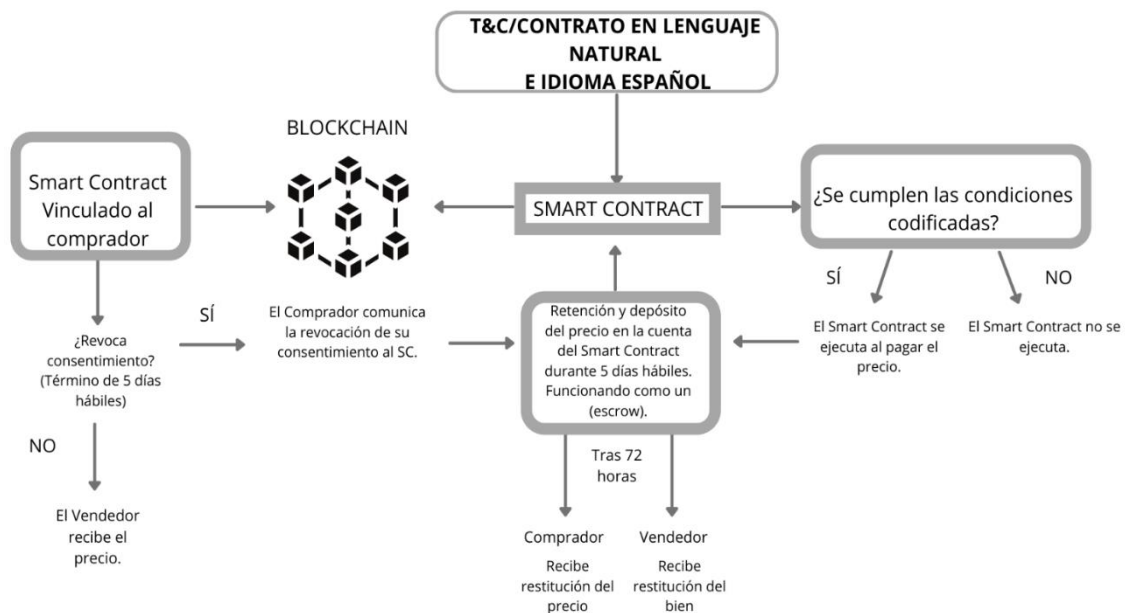 T&C/CONTRATO EN LENGUAJE
NATURAL
E IDIOMA ESPAÑOL
BLOCKCHAIN
Smart Contract
Vinculado al
comprador
SMART CONTRACT
¿Se cumplen las condiciones
codificadas?
SÍ
NO
¿Revoca
consentimiento?
(Término de 5 días
hábiles)
SÍ
El Comprador comunica
la revocación de su
consentimiento al SC.
Retención y depósito
del precio en la cuenta
del Smart Contract
durante 5 días hábiles.
Funcionando como un
(escrow).
El Smart Contract se
ejecuta al pagar el
precio.
El Smart Contract no se
ejecuta.
NO
El Vendedor
recibe el
precio.
Tras 72
horas
Comprador
Recibe
restitución del
precio
Vendedor
Recibe
restitución del
bien